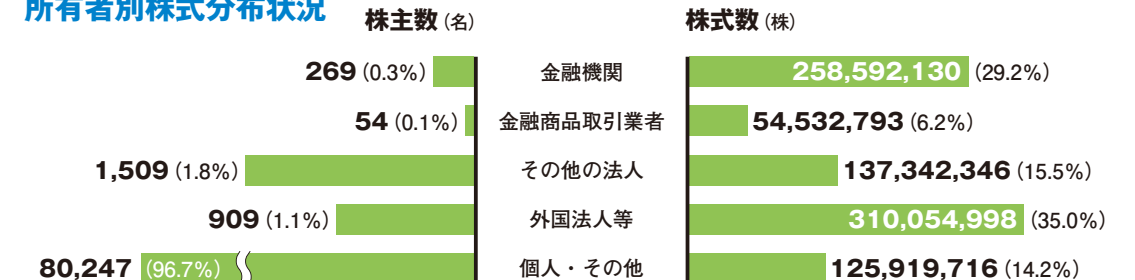 所有者別株式分布状況
株主数(名) 株式数(株)
269(0.3%) 金融機関 258,592,130(29.2%)
54(0.1%) 金融商品取引業者 54,532,793(6.2%)
1,509(1.8%) その他の法人 137,342,346(15.5%)
909(1.1%) 外国法人等 310,054,998(35.0%)
80,247(96.7%) 個人・その他 125,919,716(14.2%)